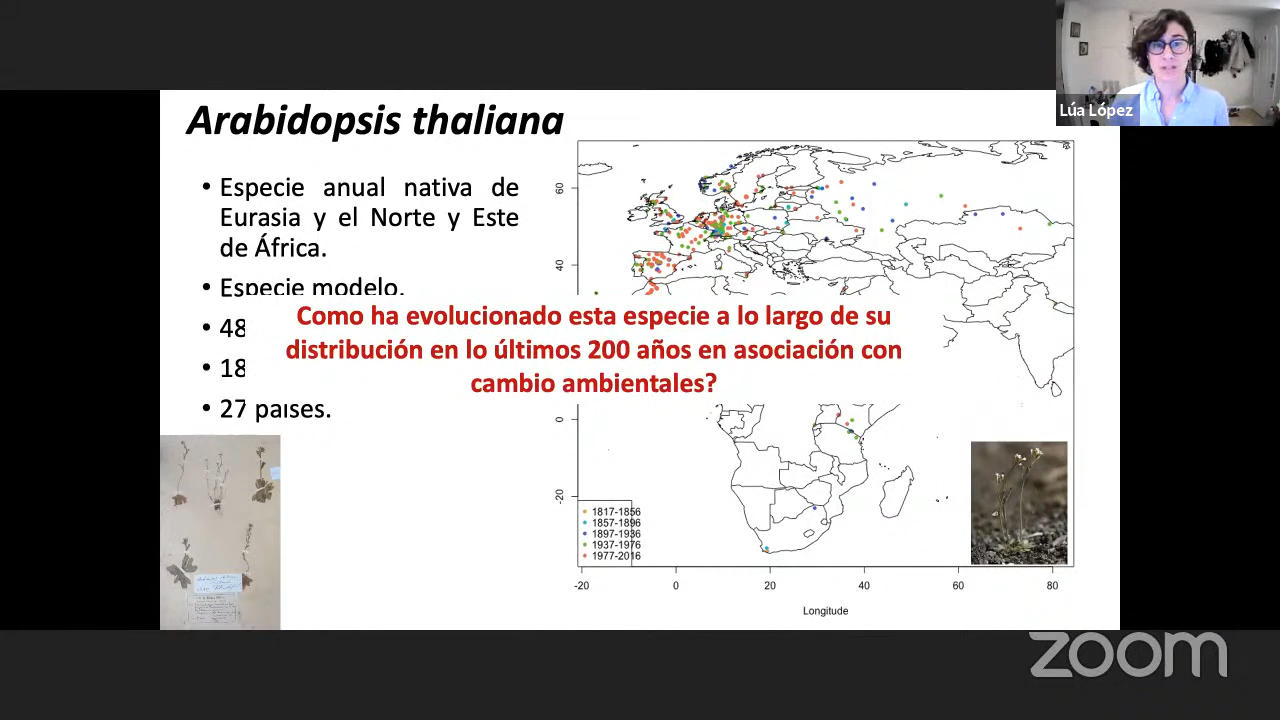 Lúa López
Arabidopsis thaliana
• Especie anual nativa de
Eurasia y el Norte y Este
de África.
• Especie modelo.
• 48
• 18
• 27 países.
Como ha evolucionado esta especie a lo largo de su
distribución en lo últimos 200 años en asociación con
cambio ambientales?
60
40
0
-20
1817-1856
1857-1896
1897-1936
1937-1976
1977-2016
-20 0 20 40 60 80
Longitude
zoom